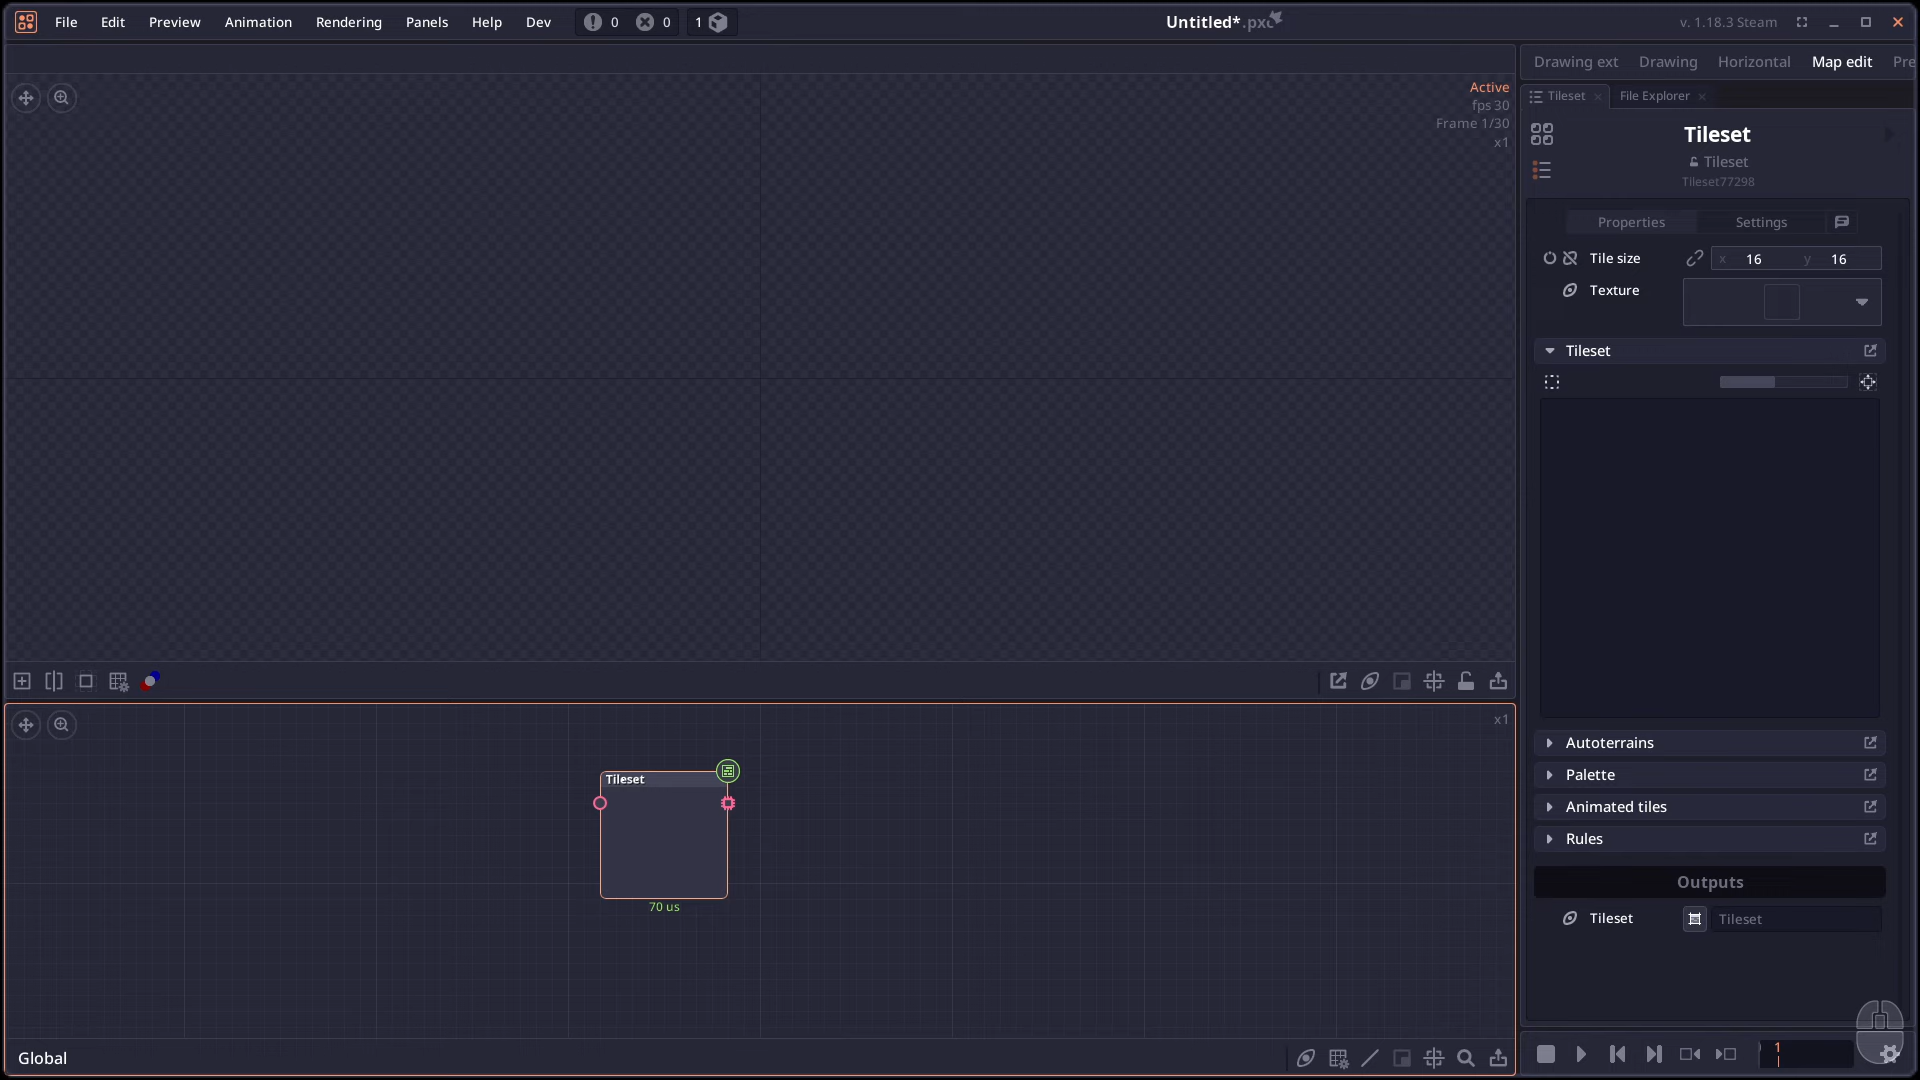 File Edit Preview Animation Rendering Panels Help Dev 0 0 1 Untitled*.pxc v. 1.18.3 Steam
Drawing ext Drawing Horizontal Map edit Pre
Active
fps 30
Frame 1/30
x1
Tileset File Explorer
Tileset
Tileset
Tileset77298
Properties Settings
Tile size x 16 y 16
Texture
Tileset
Autoterrains
Palette
Animated tiles
Rules
Outputs
Tileset Tileset
x1
Tileset
70 us
Global
1